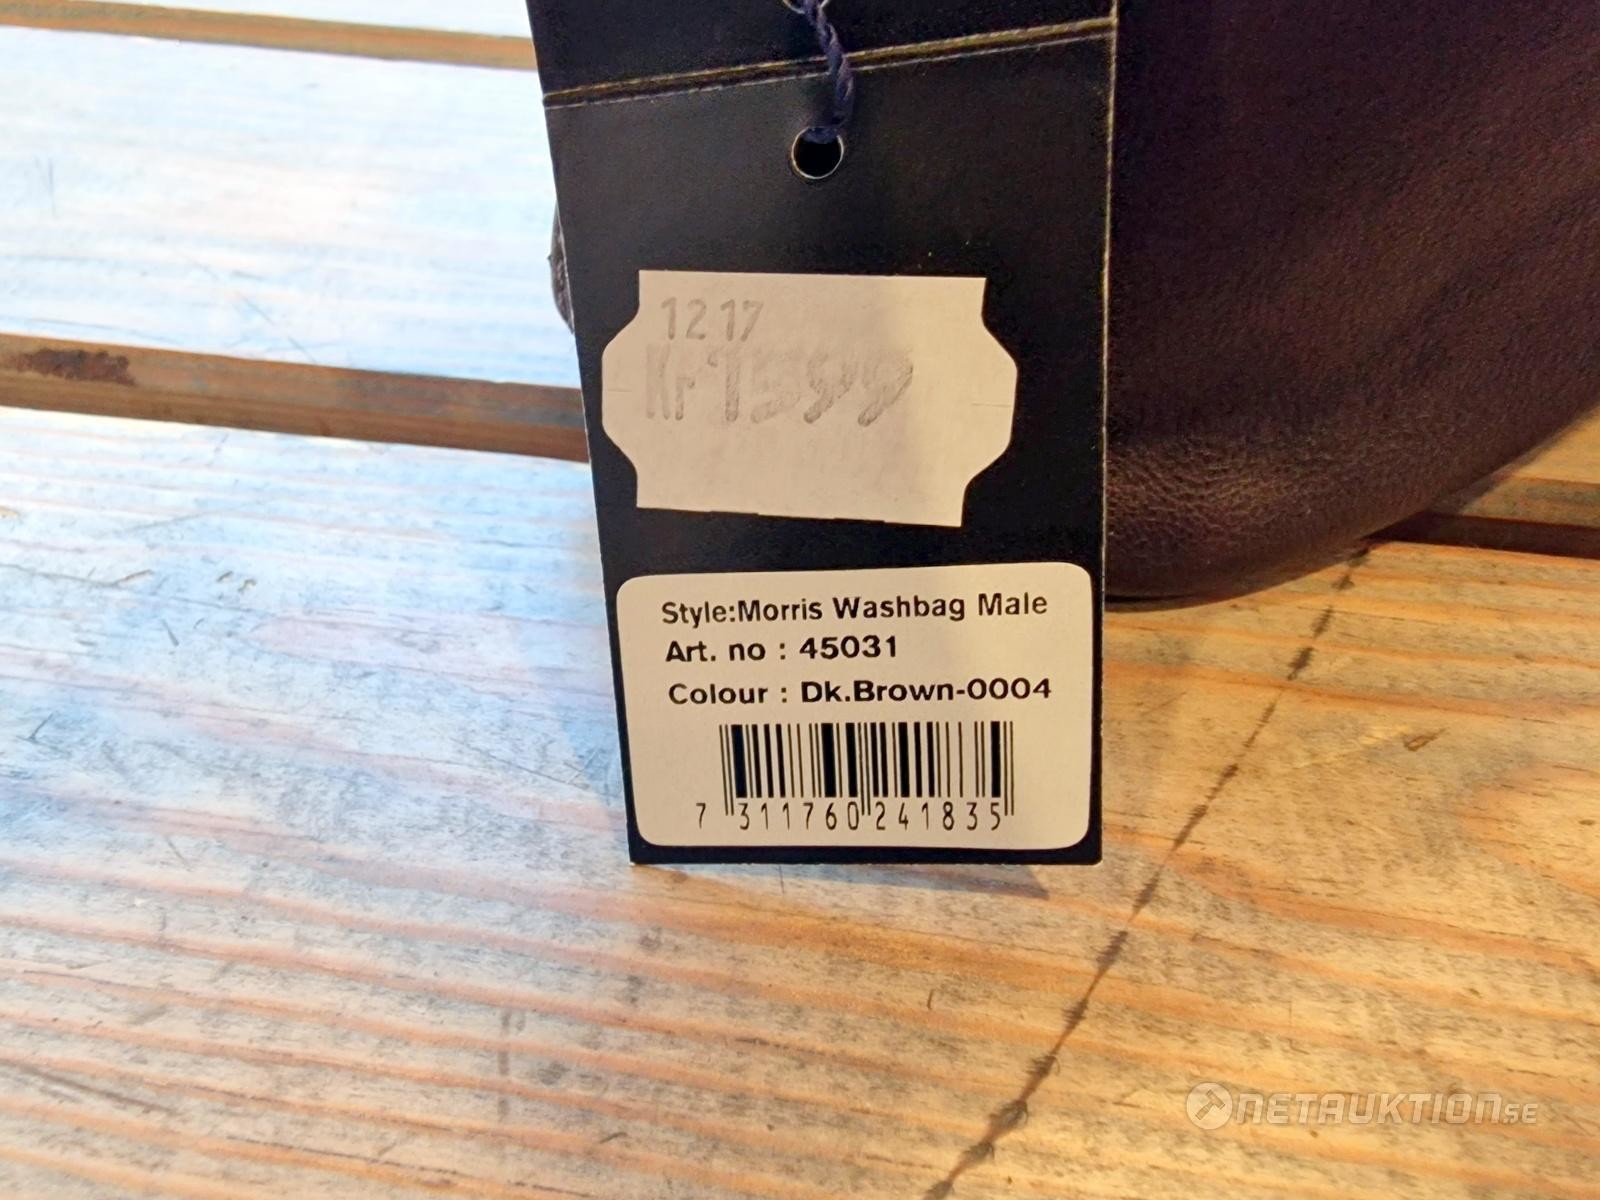 12 17
Kr 1599
Style:Morris Washbag Male
Art. no : 45031
Colour : Dk.Brown-0004
7 311760 241835
NETAUKTION.SE